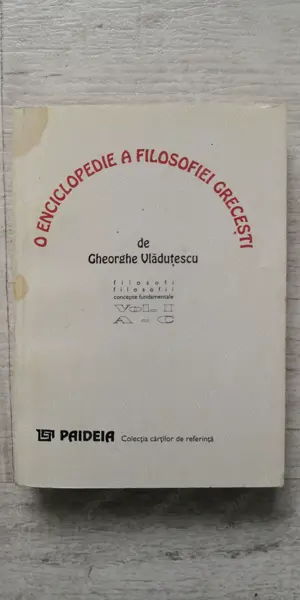 O ENCICLOPEDIE A FILOSOFIEI GRECEȘTI
de
Gheorghe Vlăduțescu
filosofi
filosofii
concepte fundamentale
Vol. I
A - C
PAIDEIA Colecția cărților de referință